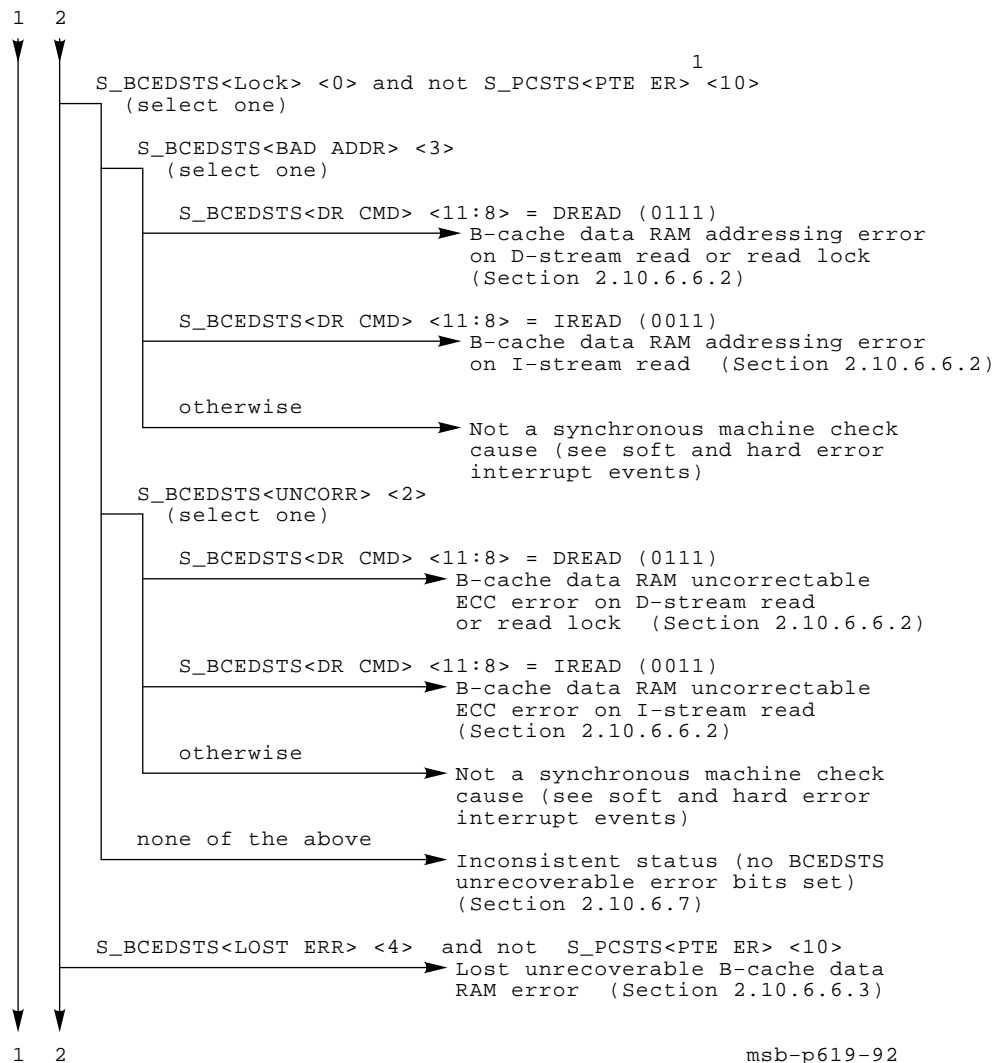 1 2
1
S_BCEDSTS<Lock> <0> and not S_PCSTS<PTE ER> <10>
(select one)
S_BCEDSTS<BAD ADDR> <3>
(select one)
S_BCEDSTS<DR CMD> <11:8> = DREAD (0111)
B-cache data RAM addressing error
on D-stream read or read lock
(Section 2.10.6.6.2)
S_BCEDSTS<DR CMD> <11:8> = IREAD (0011)
B-cache data RAM addressing error
on I-stream read (Section 2.10.6.6.2)
otherwise
Not a synchronous machine check
cause (see soft and hard error
interrupt events)
S_BCEDSTS<UNCORR> <2>
(select one)
S_BCEDSTS<DR CMD> <11:8> = DREAD (0111)
B-cache data RAM uncorrectable
ECC error on D-stream read
or read lock (Section 2.10.6.6.2)
S_BCEDSTS<DR CMD> <11:8> = IREAD (0011)
B-cache data RAM uncorrectable
ECC error on I-stream read
(Section 2.10.6.6.2)
otherwise
Not a synchronous machine check
cause (see soft and hard error
interrupt events)
none of the above
Inconsistent status (no BCEDSTS
unrecoverable error bits set)
(Section 2.10.6.7)
S_BCEDSTS<LOST ERR> <4> and not S_PCSTS<PTE ER> <10>
Lost unrecoverable B-cache data
RAM error (Section 2.10.6.6.3)
1 2
msb-p619-92